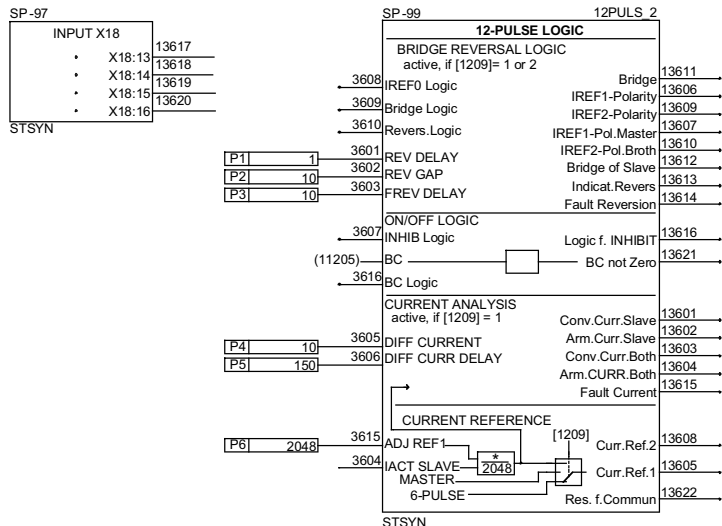 SP-97
INPUT X18
X18:13 13617
X18:14 13618
X18:15 13619
X18:16 13620
STSYN
SP-99 12PULS_2
12-PULSE LOGIC
BRIDGE REVERSAL LOGIC
active, if [1209]= 1 or 2
3608 IREF0 Logic
3609 Bridge Logic
3610 Revers.Logic
P1 1 3601 REV DELAY
P2 10 3602 REV GAP
P3 10 3603 FREV DELAY
Bridge 13611
IREF1-Polarity 13606
IREF2-Polarity 13609
IREF1-Pol.Master 13607
IREF2-Pol.Broth 13610
Bridge of Slave 13612
Indicat.Revers 13613
Fault Reversion 13614
ON/OFF LOGIC
3607 INHIB Logic
(11205) BC
3616 BC Logic
Logic f. INHIBIT 13616
BC not Zero 13621
CURRENT ANALYSIS
active, if [1209] = 1
P4 10 3605 DIFF CURRENT
P5 150 3606 DIFF CURR DELAY
Conv.Curr.Slave 13601
Arm.Curr.Slave 13602
Conv.Curr.Both 13603
Arm.CURR.Both 13604
Fault Current 13615
CURRENT REFERENCE
[1209]
P6 2048 3615 ADJ REF1
3604 IACT SLAVE
MASTER
6-PULSE
*
2048
Curr.Ref.2 13608
Curr.Ref.1 13605
Res. f.Commun 13622
STSYN